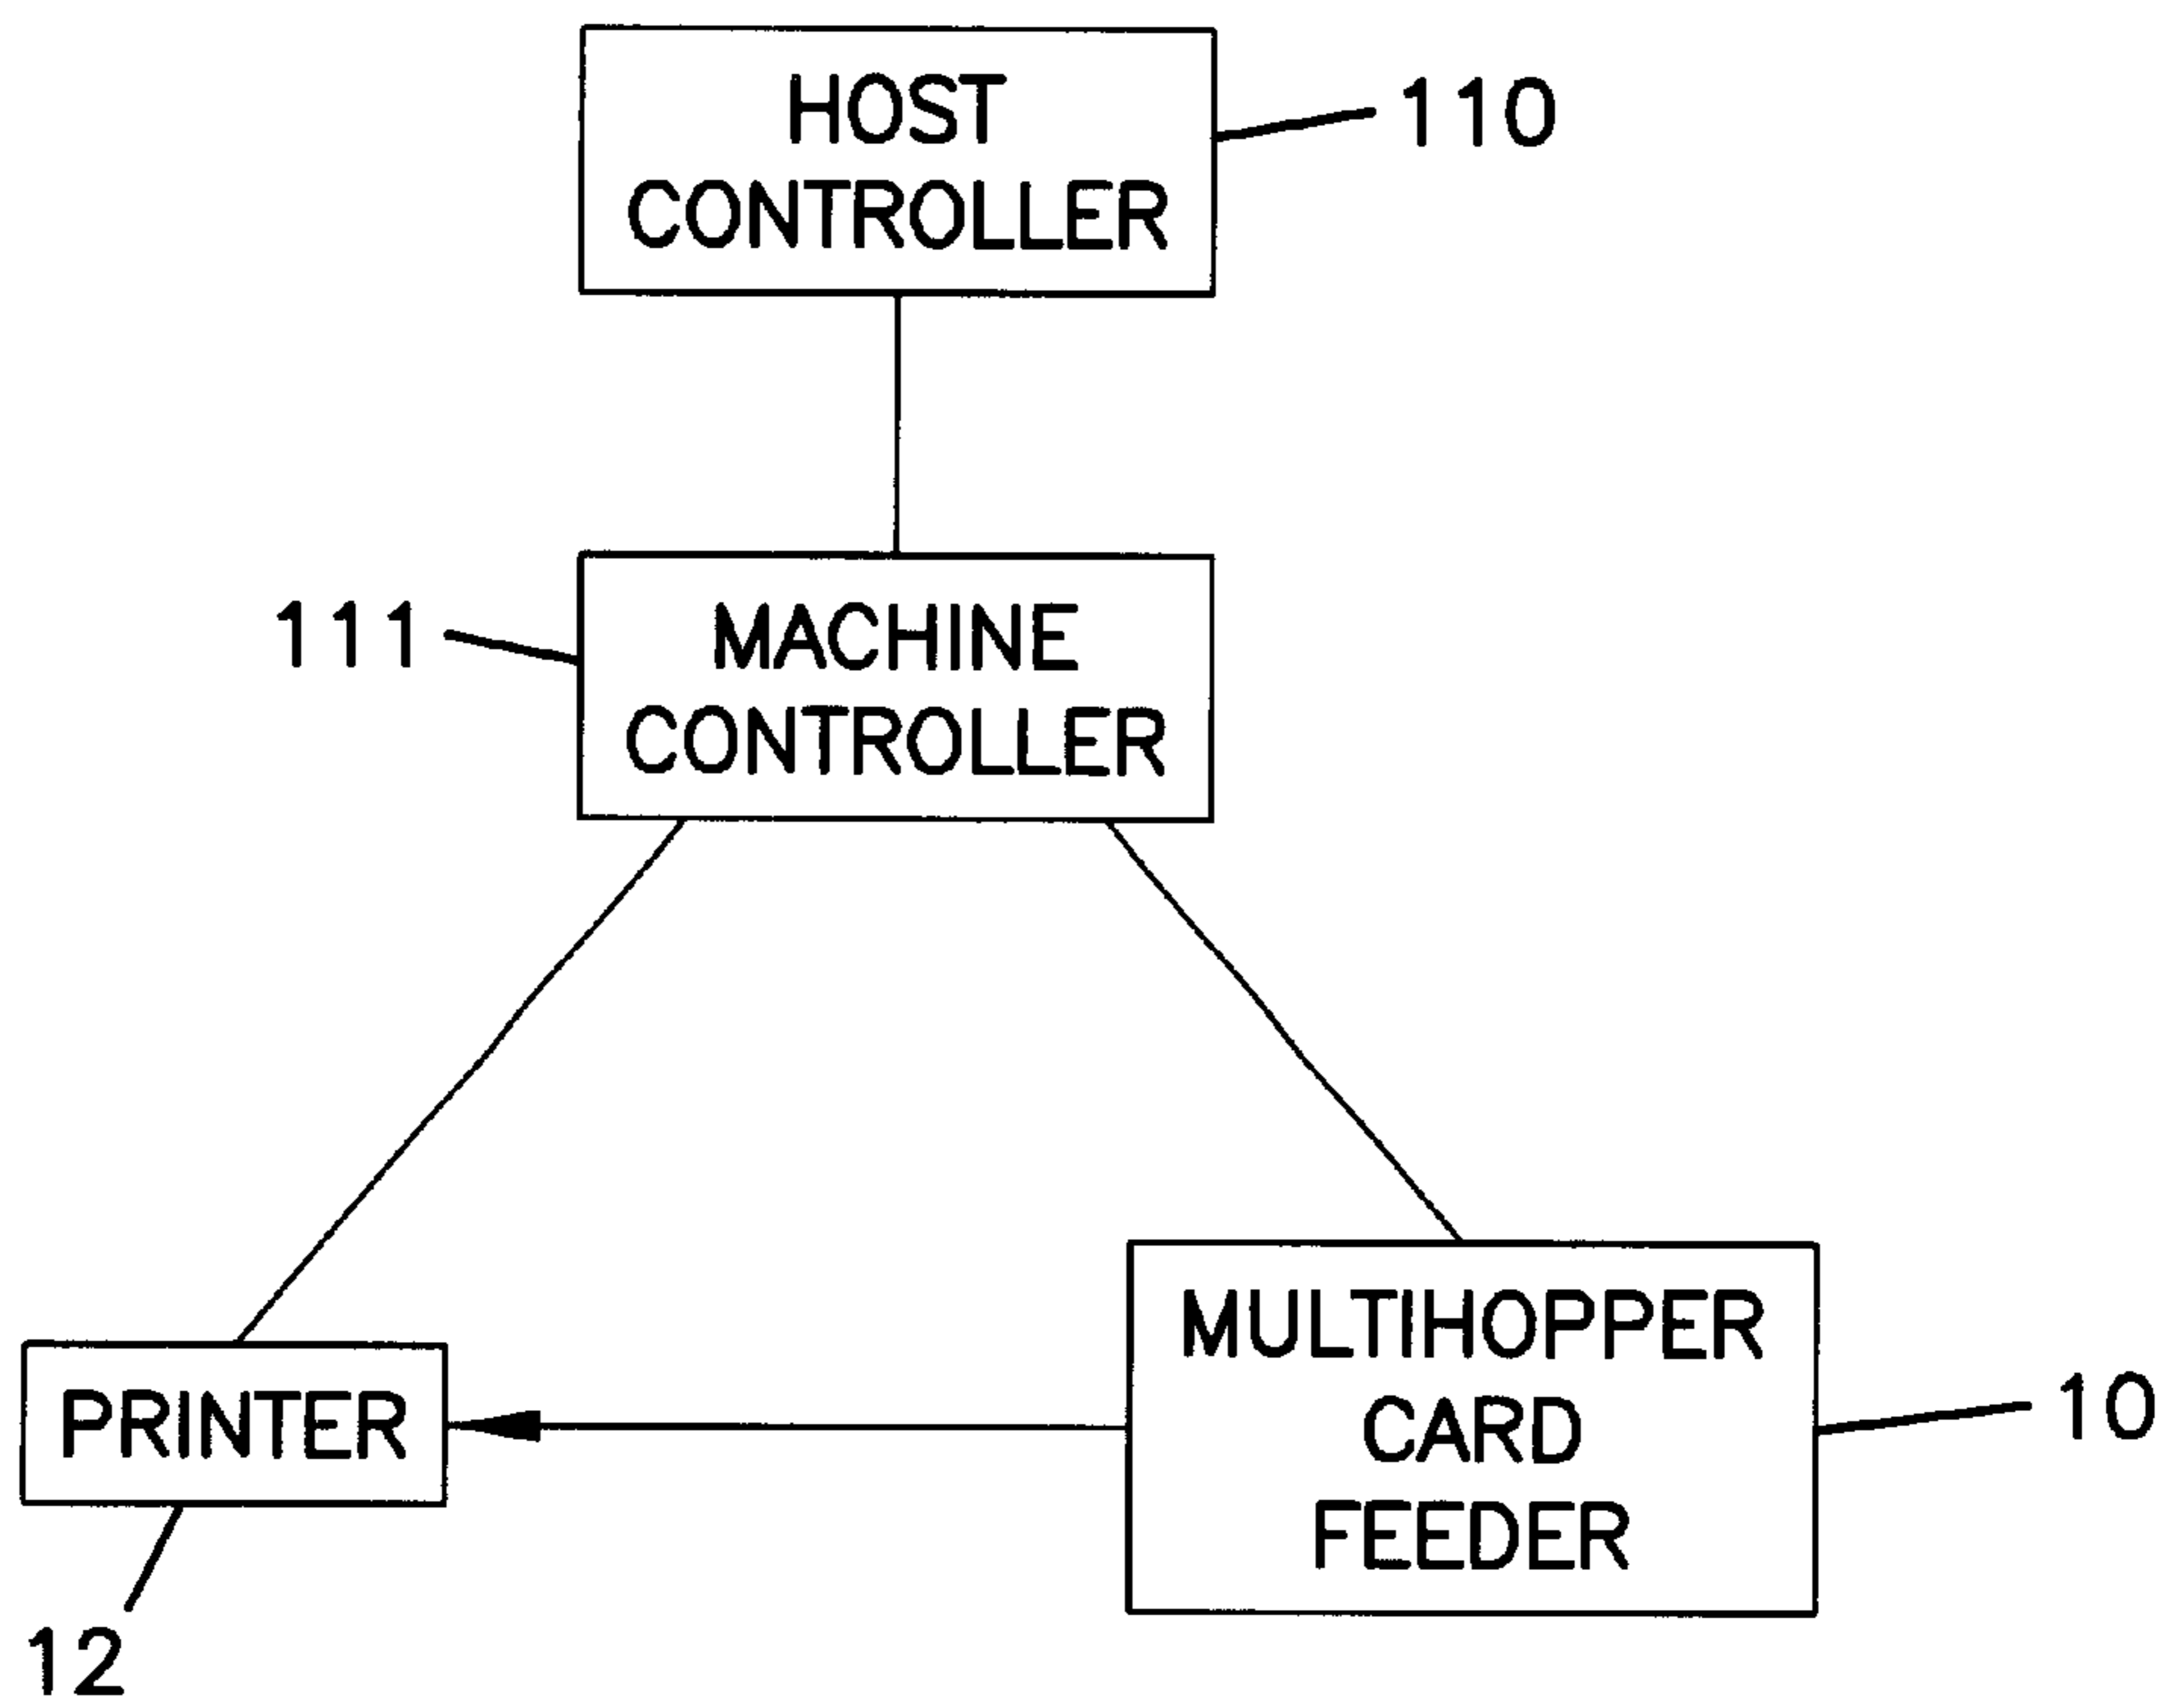 HOST
CONTROLLER
110
111
MACHINE
CONTROLLER
MULTIHOPPER
CARD
FEEDER
10
PRINTER
12